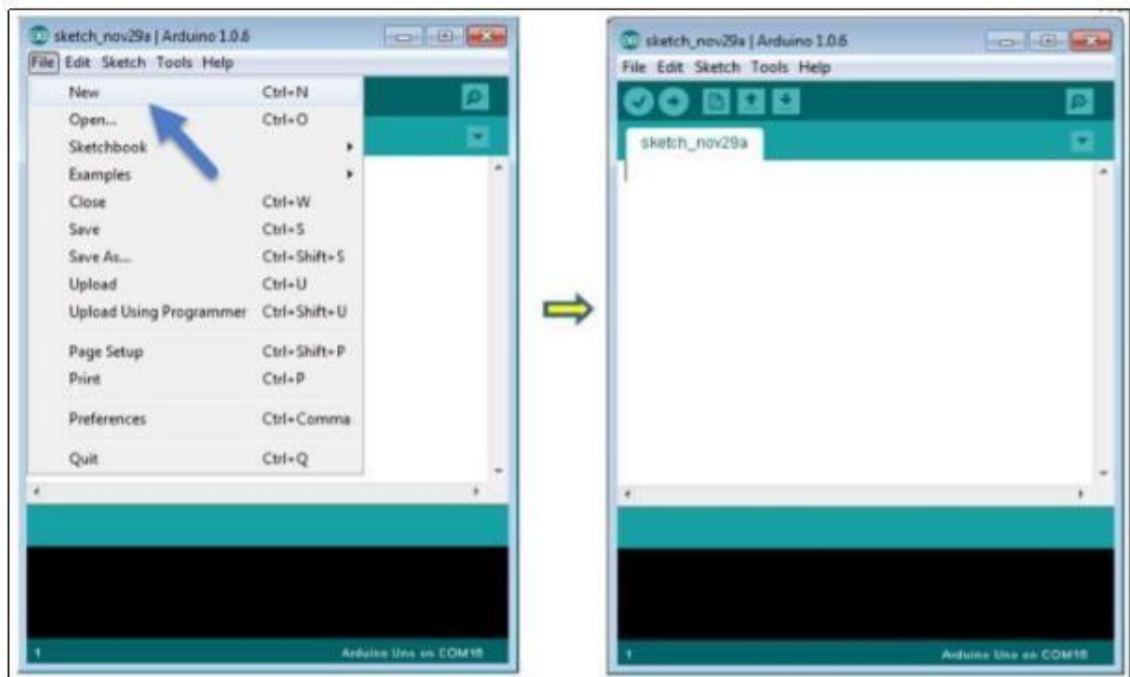 sketch_nov29a | Arduino 1.0.6
File Edit Sketch Tools Help
New Ctrl+N
Open... Ctrl+O
Sketchbook
Examples
Close Ctrl+W
Save Ctrl+S
Save As... Ctrl+Shift+S
Upload Ctrl+U
Upload Using Programmer Ctrl+Shift+U
Page Setup Ctrl+Shift+P
Print Ctrl+P
Preferences Ctrl+Comma
Quit Ctrl+Q
1 Arduino Uno on COM16
sketch_nov29a | Arduino 1.0.6
File Edit Sketch Tools Help
sketch_nov29a
1 Arduino Uno on COM16